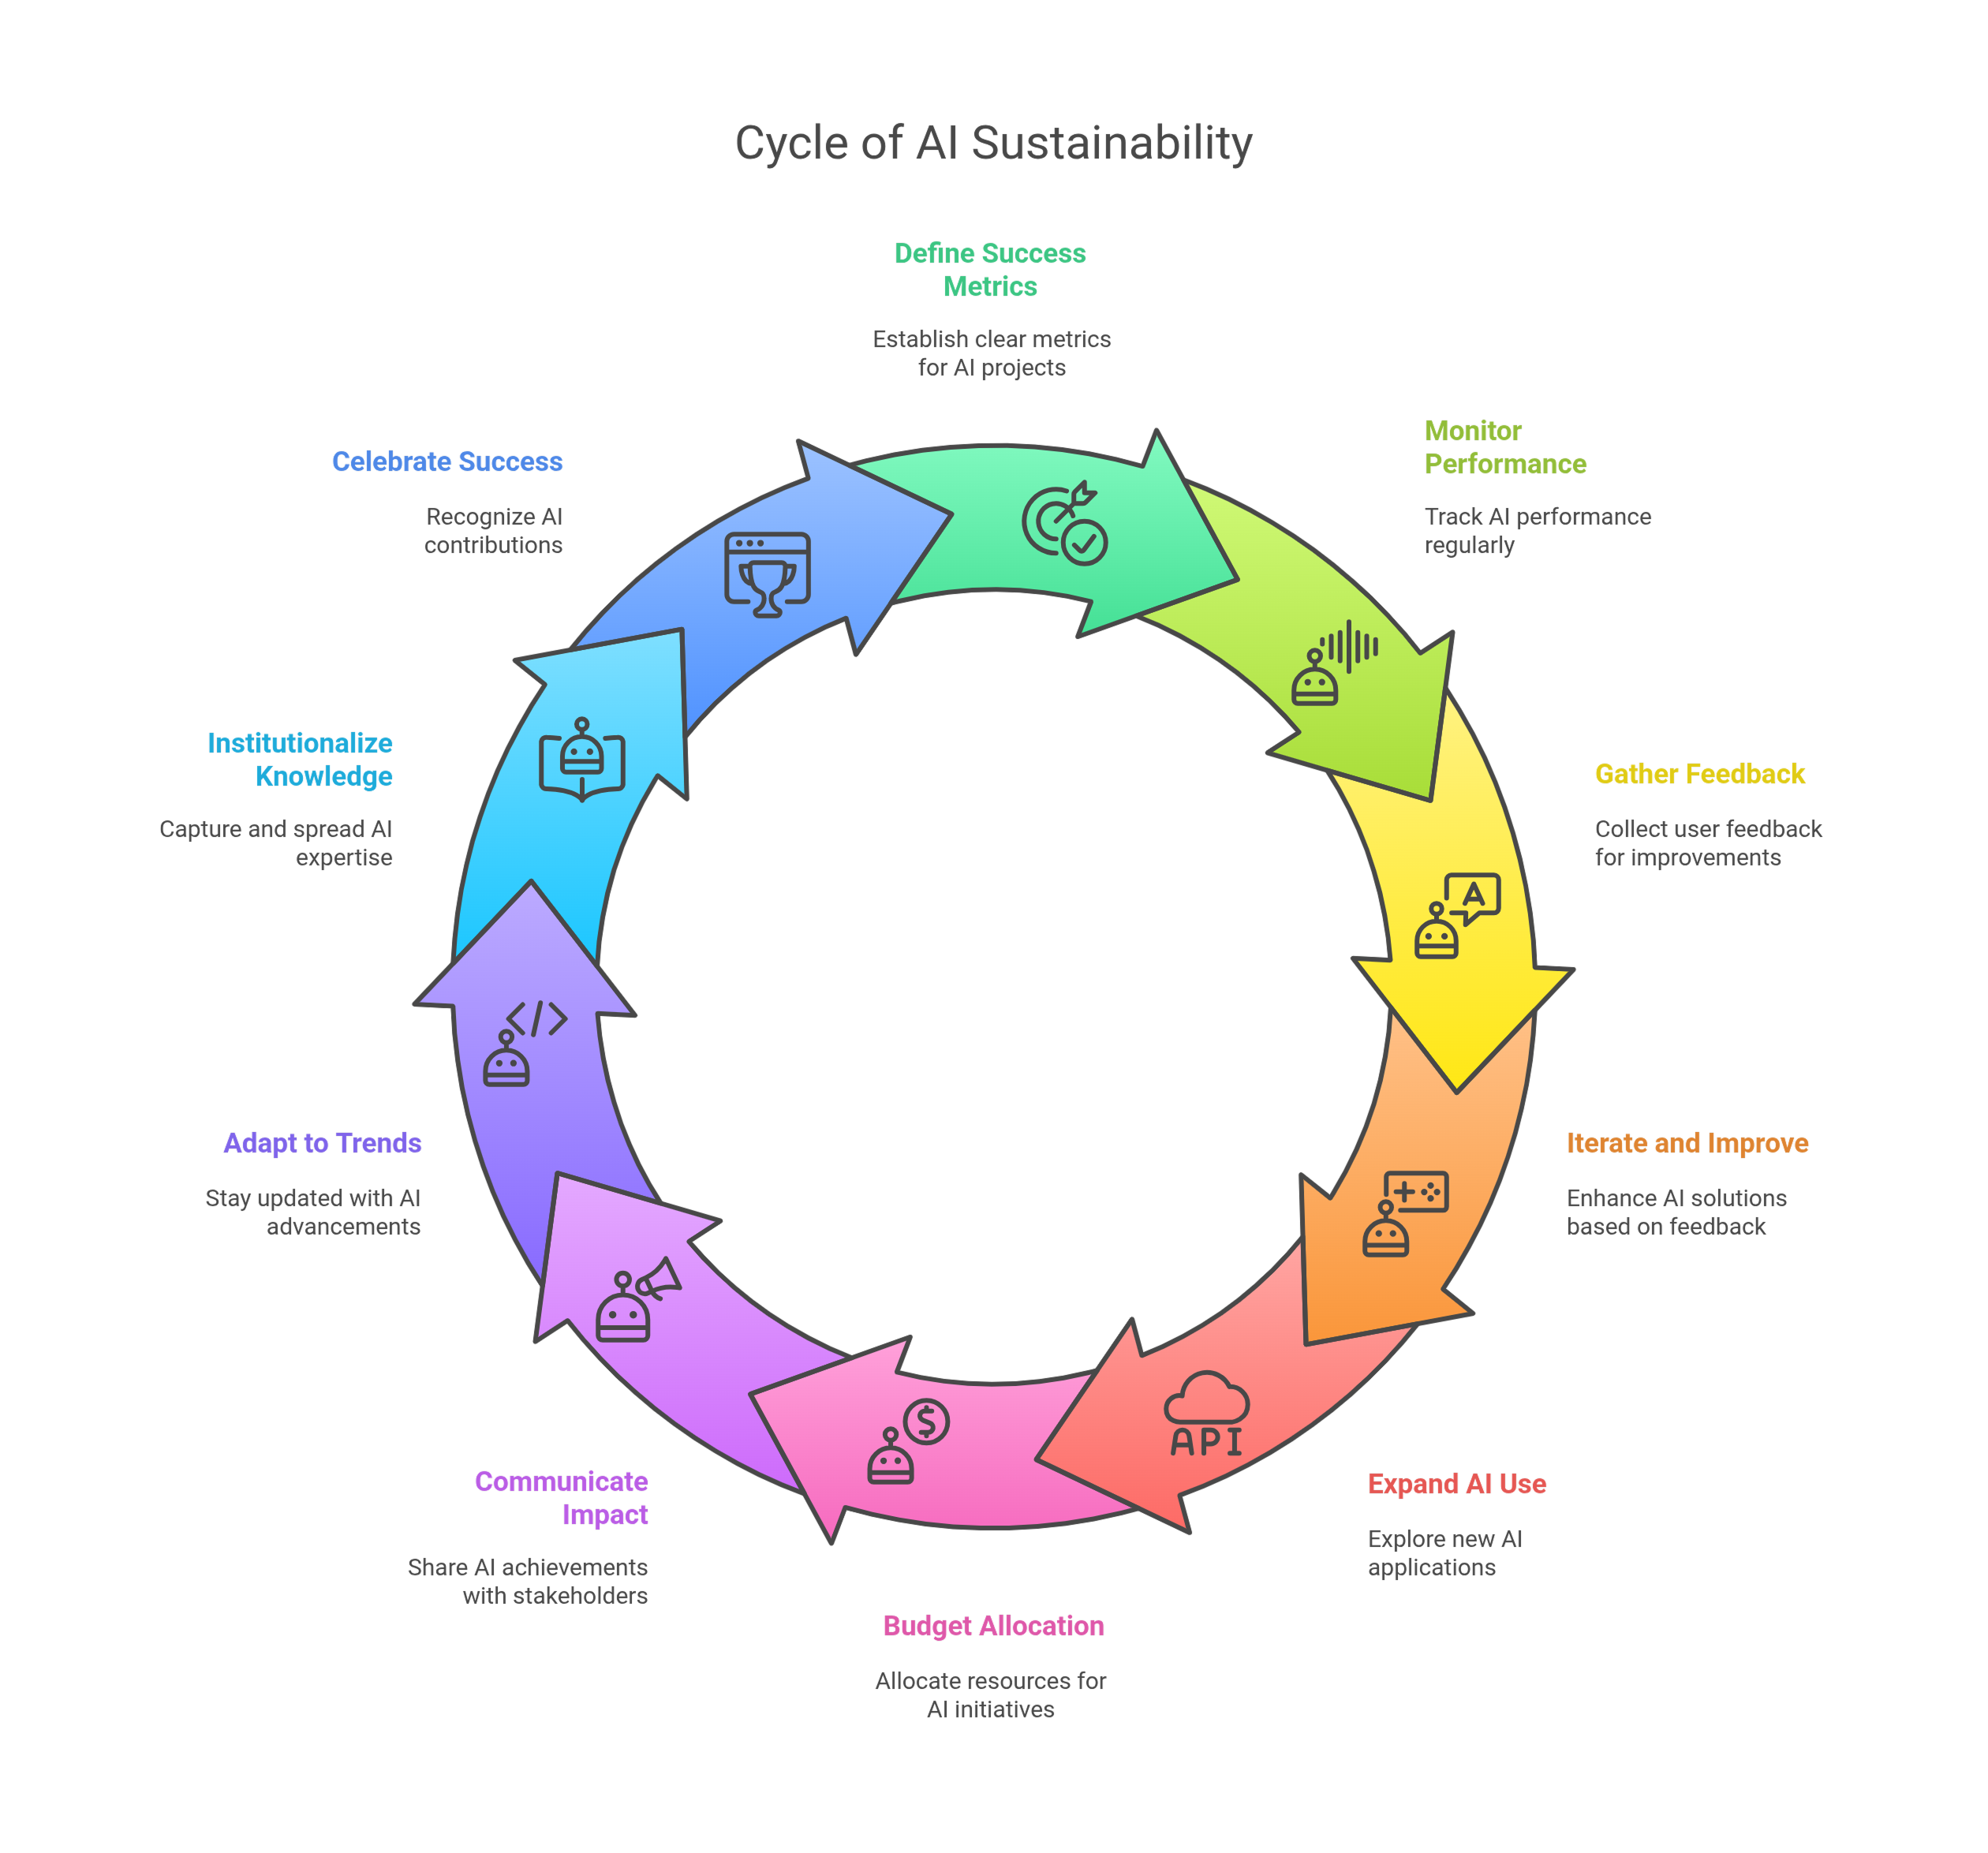 Cycle of AI Sustainability
Define Success
Metrics
Establish clear metrics
for AI projects
Monitor
Performance
Track AI performance
regularly
Gather Feedback
Collect user feedback
for improvements
A
Iterate and Improve
Enhance AI solutions
based on feedback
Expand AI Use
Explore new AI
applications
API
Budget Allocation
Allocate resources for
AI initiatives
$
Communicate
Impact
Share AI achievements
with stakeholders
Adapt to Trends
Stay updated with AI
advancements
</>
Institutionalize
Knowledge
Capture and spread AI
expertise
Celebrate Success
Recognize AI
contributions